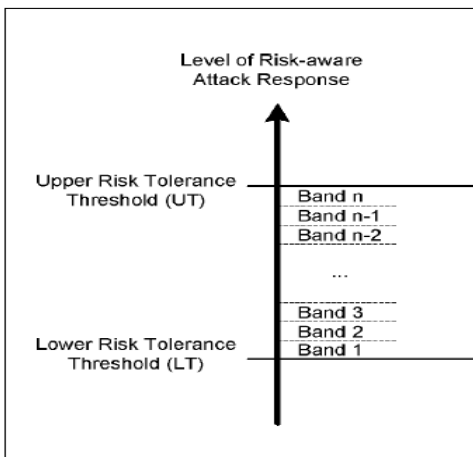 Level of Risk-aware
Attack Response
Upper Risk Tolerance
Threshold (UT)
Band n
Band n-1
Band n-2
...
Band 3
Band 2
Band 1
Lower Risk Tolerance
Threshold (LT)